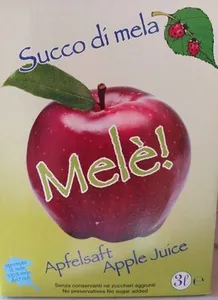 Succo di mela
Melè!
Apfelsaft
Apple Juice
Senza conservanti né zuccheri aggiunti
No preservatives-No sugar added
3ℓ e